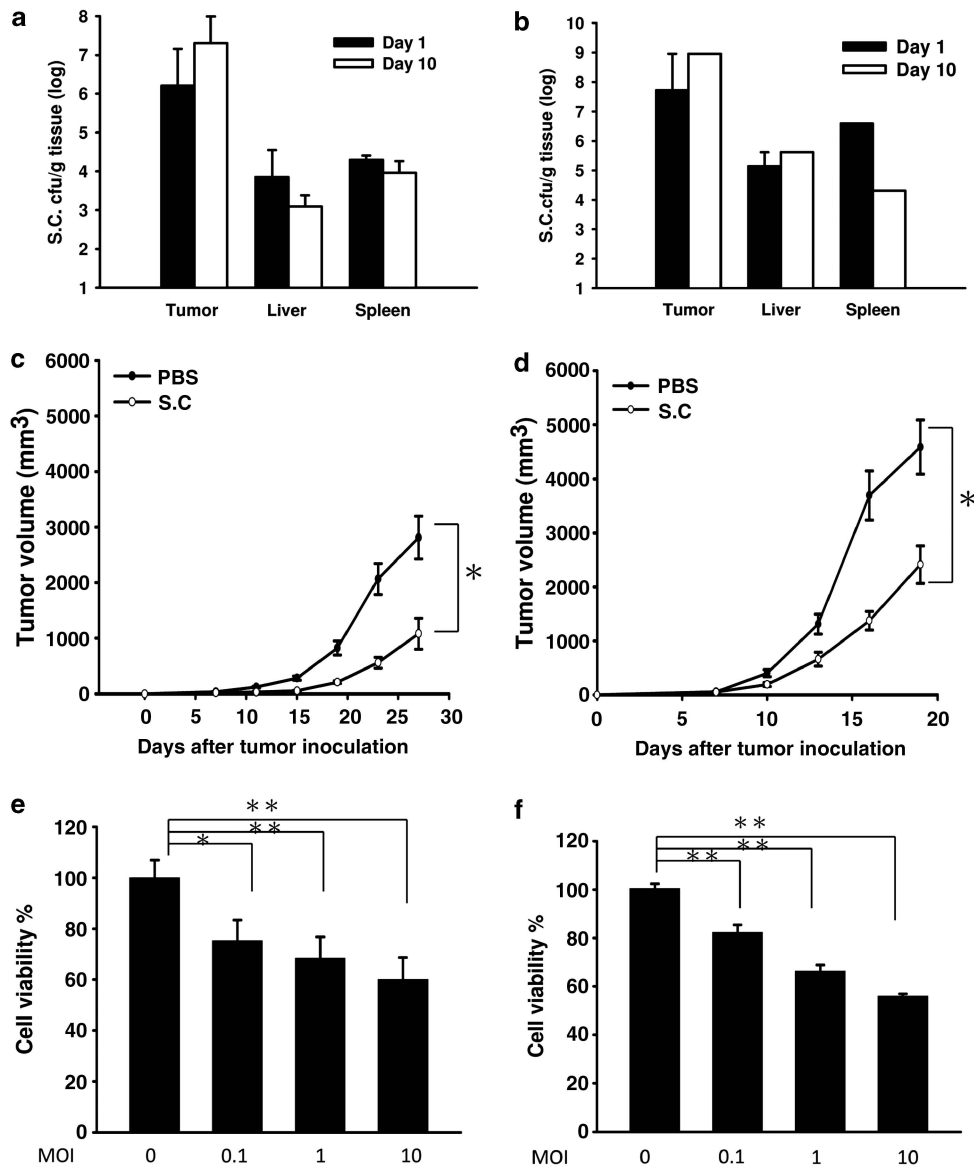 a
S.C. cfu/g tissue (log)
8
7
6
5
4
3
2
1
Day 1
Day 10
Tumor Liver Spleen
b
S.C.cfu/g tissue (log)
10
9
8
7
6
5
4
3
2
1
Day 1
Day 10
Tumor Liver Spleen
c
Tumor volume (mm3)
6000
5000
4000
3000
2000
1000
0
PBS
S.C
*
0 5 10 15 20 25 30
Days after tumor inoculation
d
Tumor volume (mm3)
6000
5000
4000
3000
2000
1000
0
PBS
S.C
*
0 5 10 15 20
Days after tumor inoculation
e
Cell viability %
120
100
80
60
40
20
0
**
**
*
MOI 0 0.1 1 10
f
Cell viability %
120
100
80
60
40
20
0
**
**
**
MOI 0 0.1 1 10